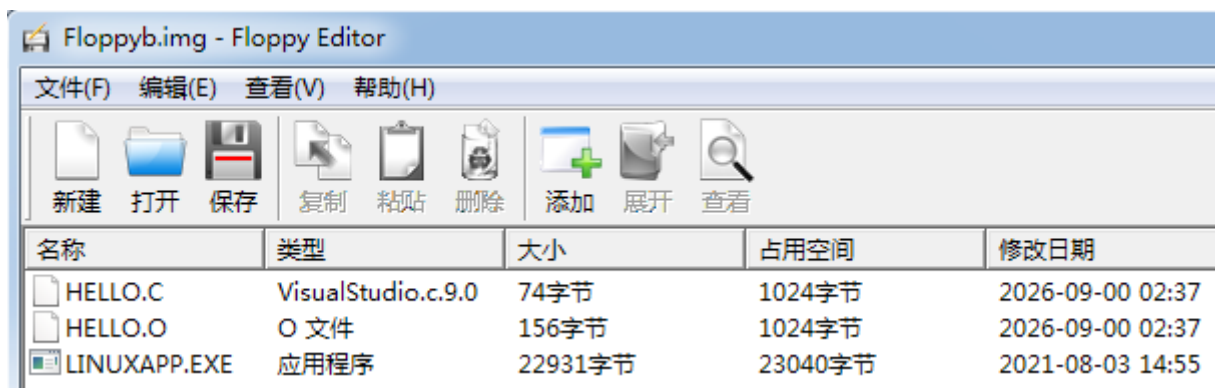 Floppyb.img - Floppy Editor
文件(F) 编辑(E) 查看(V) 帮助(H)
新建 打开 保存 复制 粘贴 删除 添加 展开 查看
名称 类型 大小 占用空间 修改日期
HELLO.C VisualStudio.c.9.0 74字节 1024字节 2026-09-00 02:37
HELLO.O O 文件 156字节 1024字节 2026-09-00 02:37
LINUXAPP.EXE 应用程序 22931字节 23040字节 2021-08-03 14:55